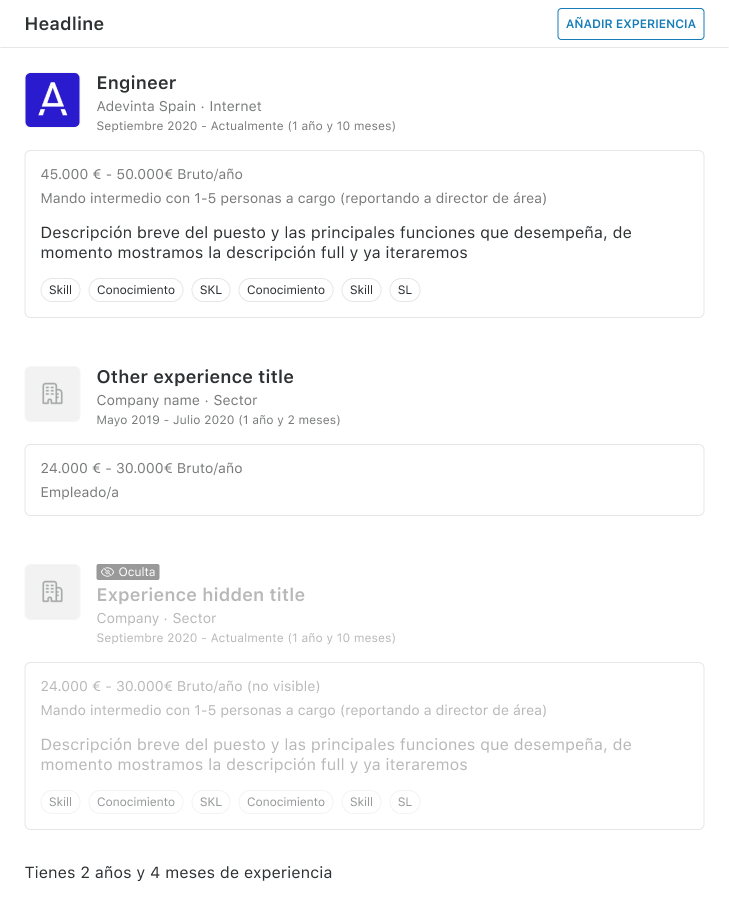 Headline
AÑADIR EXPERIENCIA
A
Engineer
Adevinta Spain · Internet
Septiembre 2020 - Actualmente (1 año y 10 meses)
45.000 € - 50.000€ Bruto/año
Mando intermedio con 1-5 personas a cargo (reportando a director de área)
Descripción breve del puesto y las principales funciones que desempeña, de
momento mostramos la descripción full y ya iteraremos
Skill Conocimiento SKL Conocimiento Skill SL
Other experience title
Company name · Sector
Mayo 2019 - Julio 2020 (1 año y 2 meses)
24.000 € - 30.000€ Bruto/año
Empleado/a
Oculta
Experience hidden title
Company · Sector
Septiembre 2020 - Actualmente (1 año y 10 meses)
24.000 € - 30.000€ Bruto/año (no visible)
Mando intermedio con 1-5 personas a cargo (reportando a director de área)
Descripción breve del puesto y las principales funciones que desempeña, de
momento mostramos la descripción full y ya iteraremos
Skill Conocimiento SKL Conocimiento Skill SL
Tienes 2 años y 4 meses de experiencia